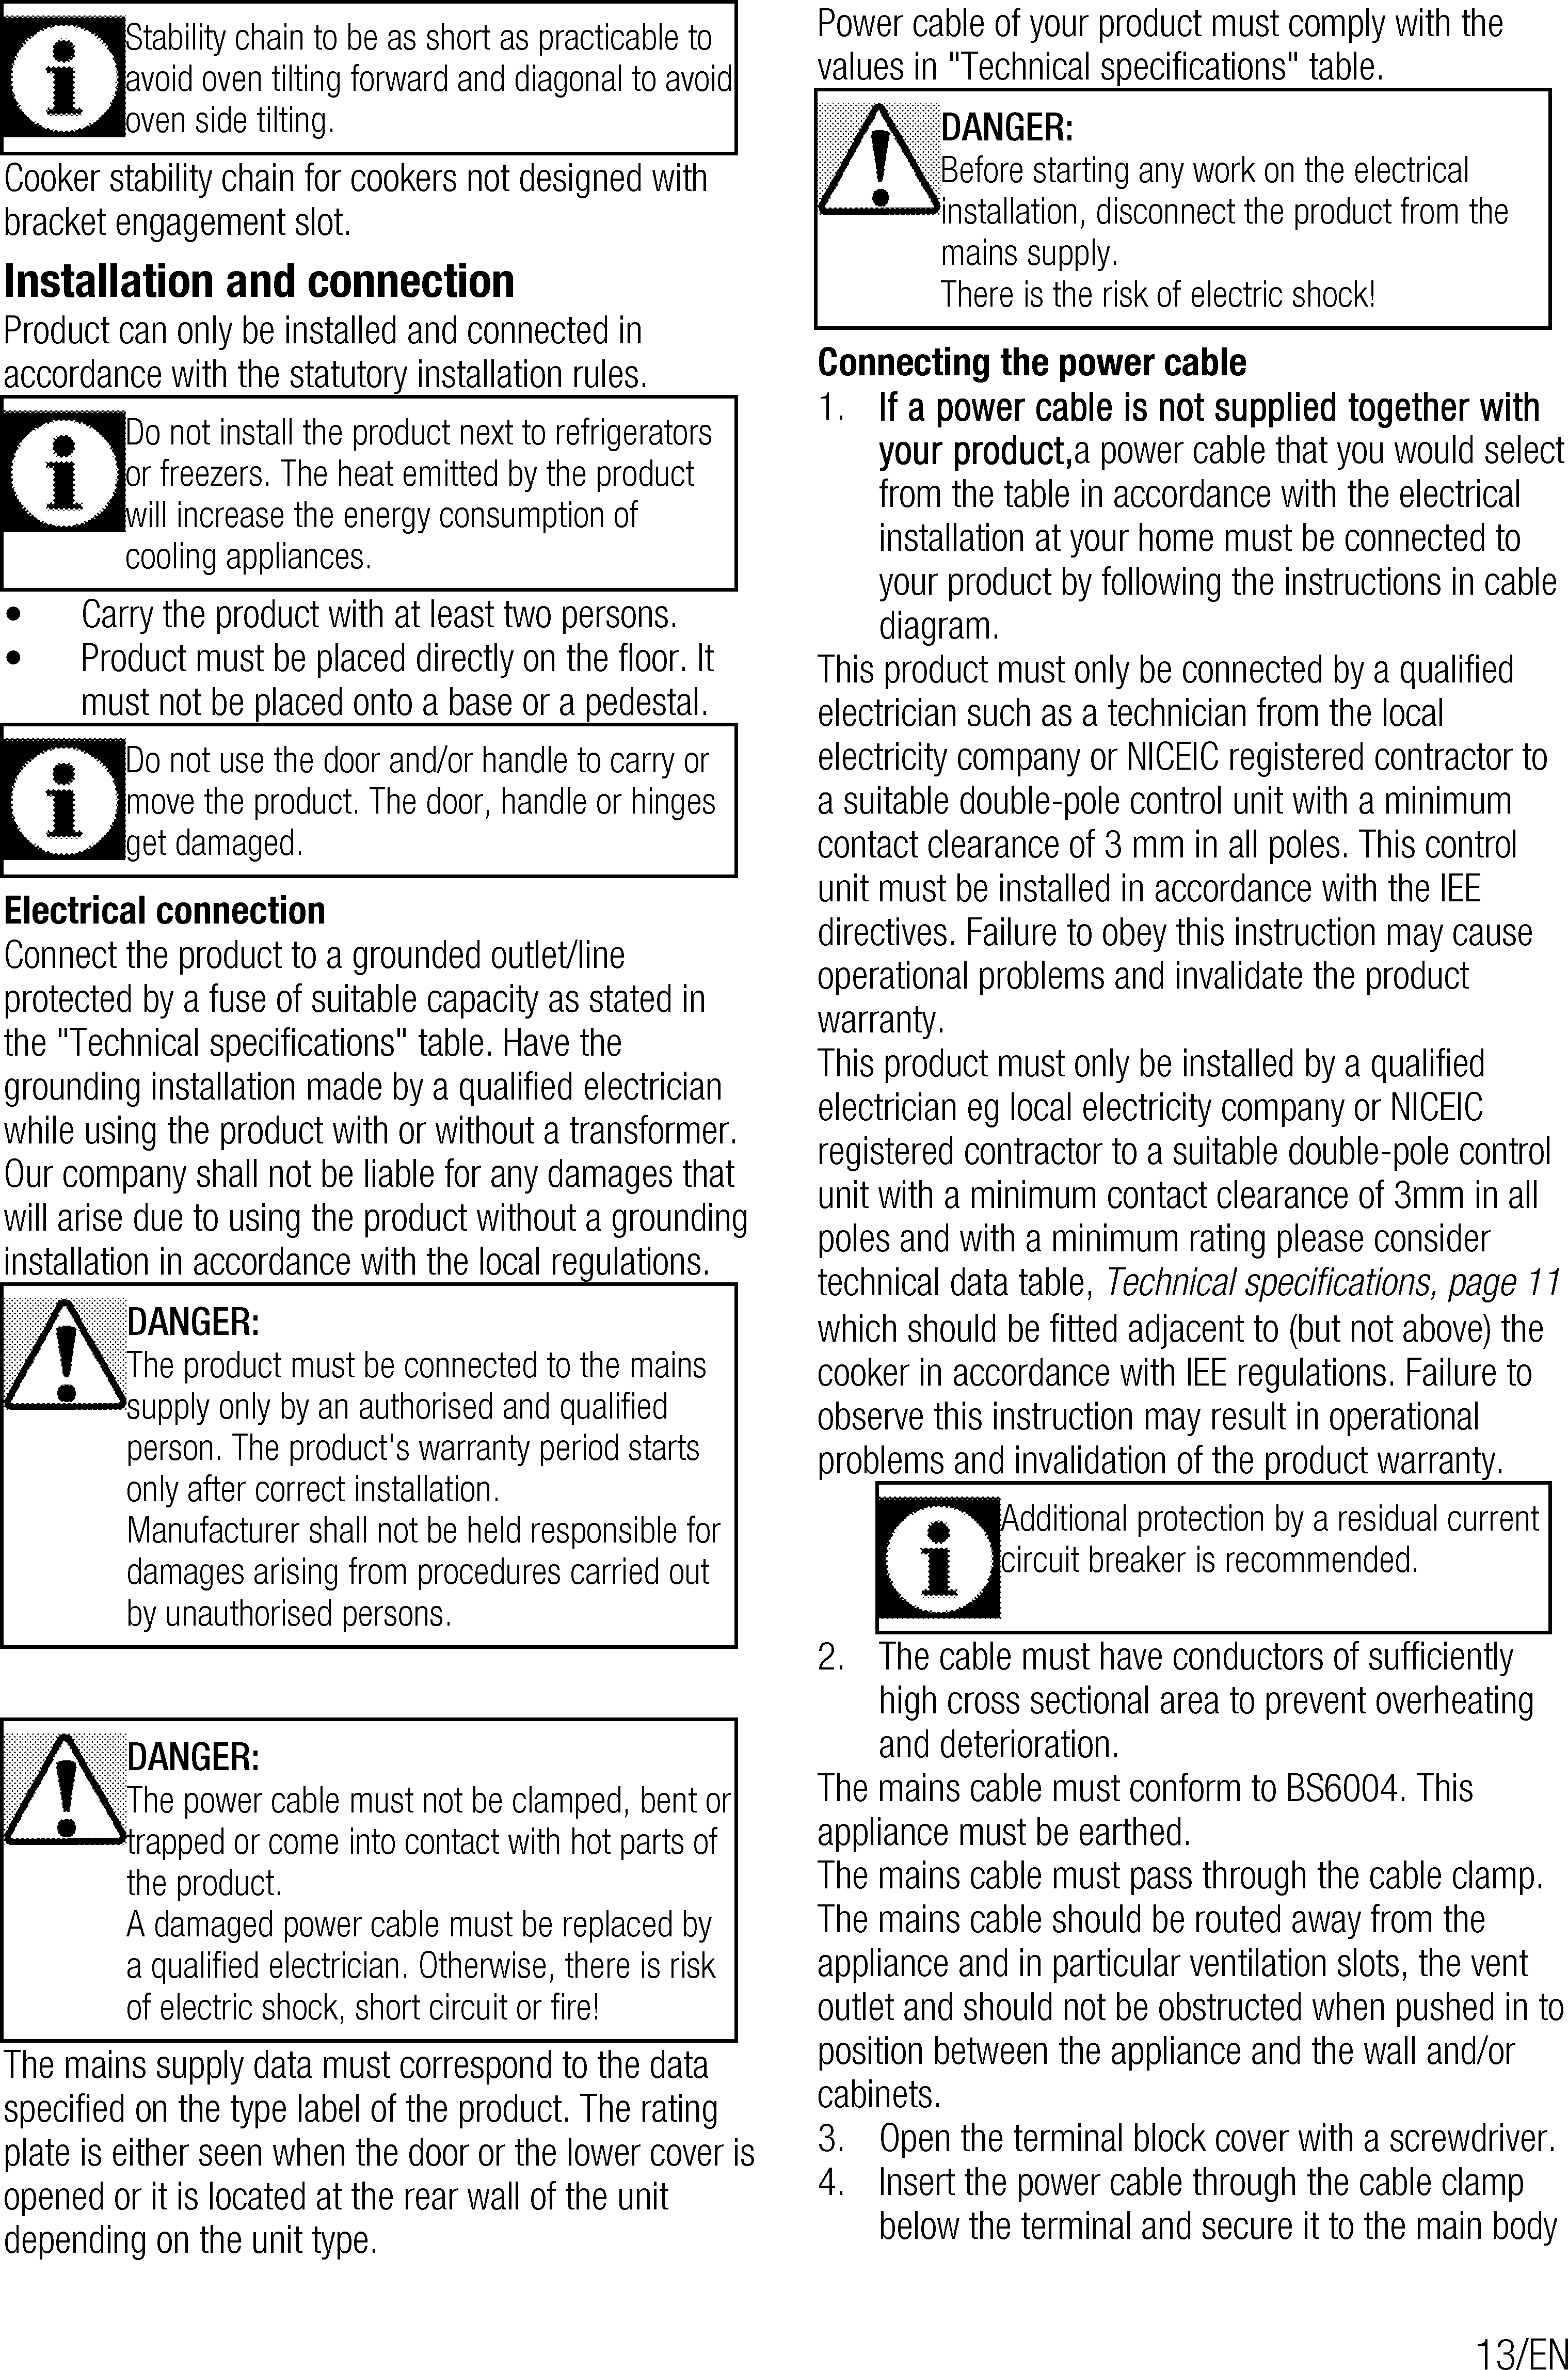 Stability chain to be as short as practicable to
avoid oven tilting forward and diagonal to avoid
oven side tilting.
Cooker stability chain for cookers not designed with
bracket engagement slot.
Installation and connection
Product can only be installed and connected in
accordance with the statutory installation rules.
Do not install the product next to refrigerators
or freezers. The heat emitted by the product
will increase the energy consumption of
cooling appliances.
• Carry the product with at least two persons.
• Product must be placed directly on the floor. It
must not be placed onto a base or a pedestal.
Do not use the door and/or handle to carry or
move the product. The door, handle or hinges
get damaged.
Electrical connection
Connect the product to a grounded outlet/line
protected by a fuse of suitable capacity as stated in
the "Technical specifications" table. Have the
grounding installation made by a qualified electrician
while using the product with or without a transformer.
Our company shall not be liable for any damages that
will arise due to using the product without a grounding
installation in accordance with the local regulations.
DANGER:
The product must be connected to the mains
supply only by an authorised and qualified
person. The product's warranty period starts
only after correct installation.
Manufacturer shall not be held responsible for
damages arising from procedures carried out
by unauthorised persons.
DANGER:
The power cable must not be clamped, bent or
trapped or come into contact with hot parts of
the product.
A damaged power cable must be replaced by
a qualified electrician. Otherwise, there is risk
of electric shock, short circuit or fire!
The mains supply data must correspond to the data
specified on the type label of the product. The rating
plate is either seen when the door or the lower cover is
opened or it is located at the rear wall of the unit
depending on the unit type.
Power cable of your product must comply with the
values in "Technical specifications" table.
DANGER:
Before starting any work on the electrical
installation, disconnect the product from the
mains supply.
There is the risk of electric shock!
Connecting the power cable
1. If a power cable is not supplied together with
your product,a power cable that you would select
from the table in accordance with the electrical
installation at your home must be connected to
your product by following the instructions in cable
diagram.
This product must only be connected by a qualified
electrician such as a technician from the local
electricity company or NICEIC registered contractor to
a suitable double-pole control unit with a minimum
contact clearance of 3 mm in all poles. This control
unit must be installed in accordance with the IEE
directives. Failure to obey this instruction may cause
operational problems and invalidate the product
warranty.
This product must only be installed by a qualified
electrician eg local electricity company or NICEIC
registered contractor to a suitable double-pole control
unit with a minimum contact clearance of 3mm in all
poles and with a minimum rating please consider
technical data table, Technical specifications, page 11
which should be fitted adjacent to (but not above) the
cooker in accordance with IEE regulations. Failure to
observe this instruction may result in operational
problems and invalidation of the product warranty.
Additional protection by a residual current
circuit breaker is recommended.
2. The cable must have conductors of sufficiently
high cross sectional area to prevent overheating
and deterioration.
The mains cable must conform to BS6004. This
appliance must be earthed.
The mains cable must pass through the cable clamp.
The mains cable should be routed away from the
appliance and in particular ventilation slots, the vent
outlet and should not be obstructed when pushed in to
position between the appliance and the wall and/or
cabinets.
3. Open the terminal block cover with a screwdriver.
4. Insert the power cable through the cable clamp
below the terminal and secure it to the main body
13/EN